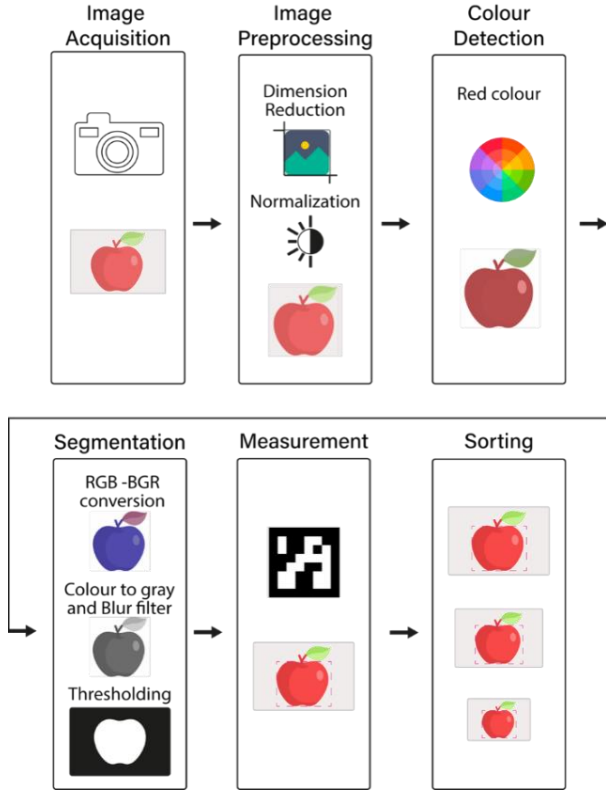 Image
Acquisition
Image
Preprocessing
Dimension
Reduction
Normalization
Colour
Detection
Red colour
Segmentation
RGB -BGR
conversion
Colour to gray
and Blur filter
Thresholding
Measurement
Sorting